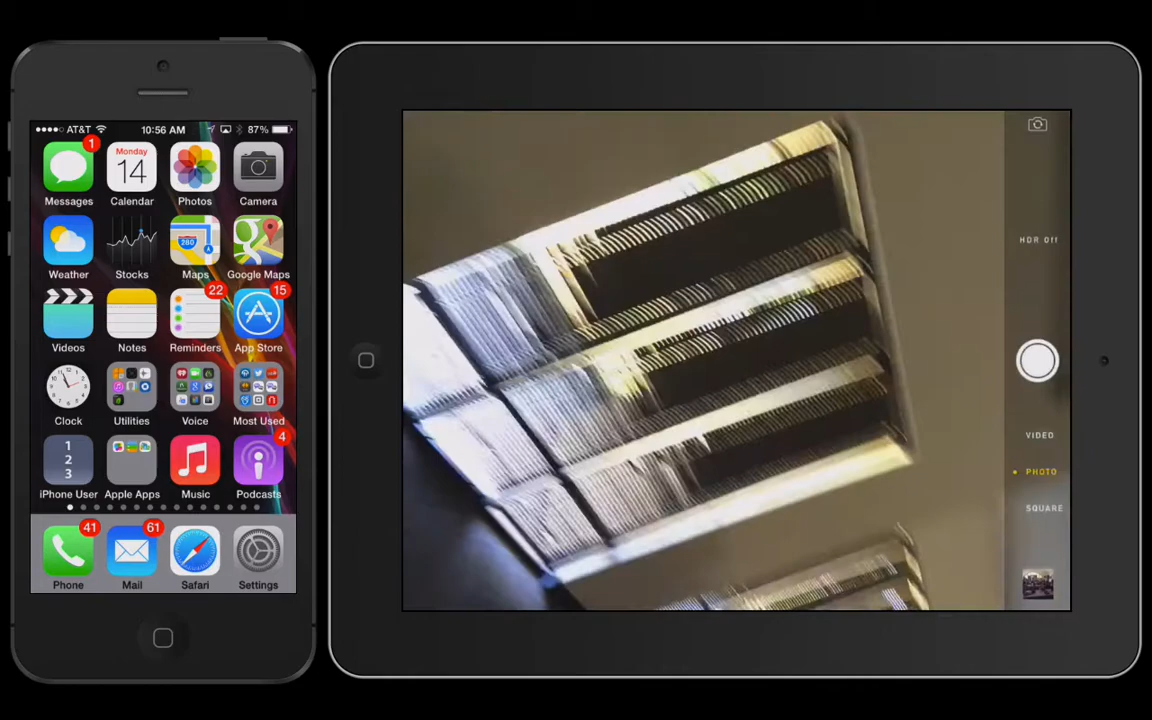 AT&T 10:56 AM 87%
1 Monday
14
Messages Calendar Photos Camera
280
Weather Stocks Maps Google Maps
22 15
Videos Notes Reminders App Store
Clock Utilities Voice Most Used
1
2
3
4
iPhone User Apple Apps Music Podcasts
41 61
Phone Mail Safari Settings
HDR Off
VIDEO
PHOTO
SQUARE